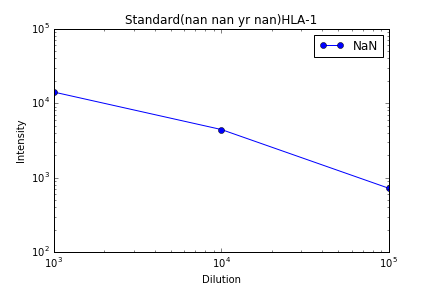 Standard(nan nan yr nan)HLA-1
NaN
10^5
10^4
10^3
10^2
Intensity
10^3 10^4 10^5
Dilution